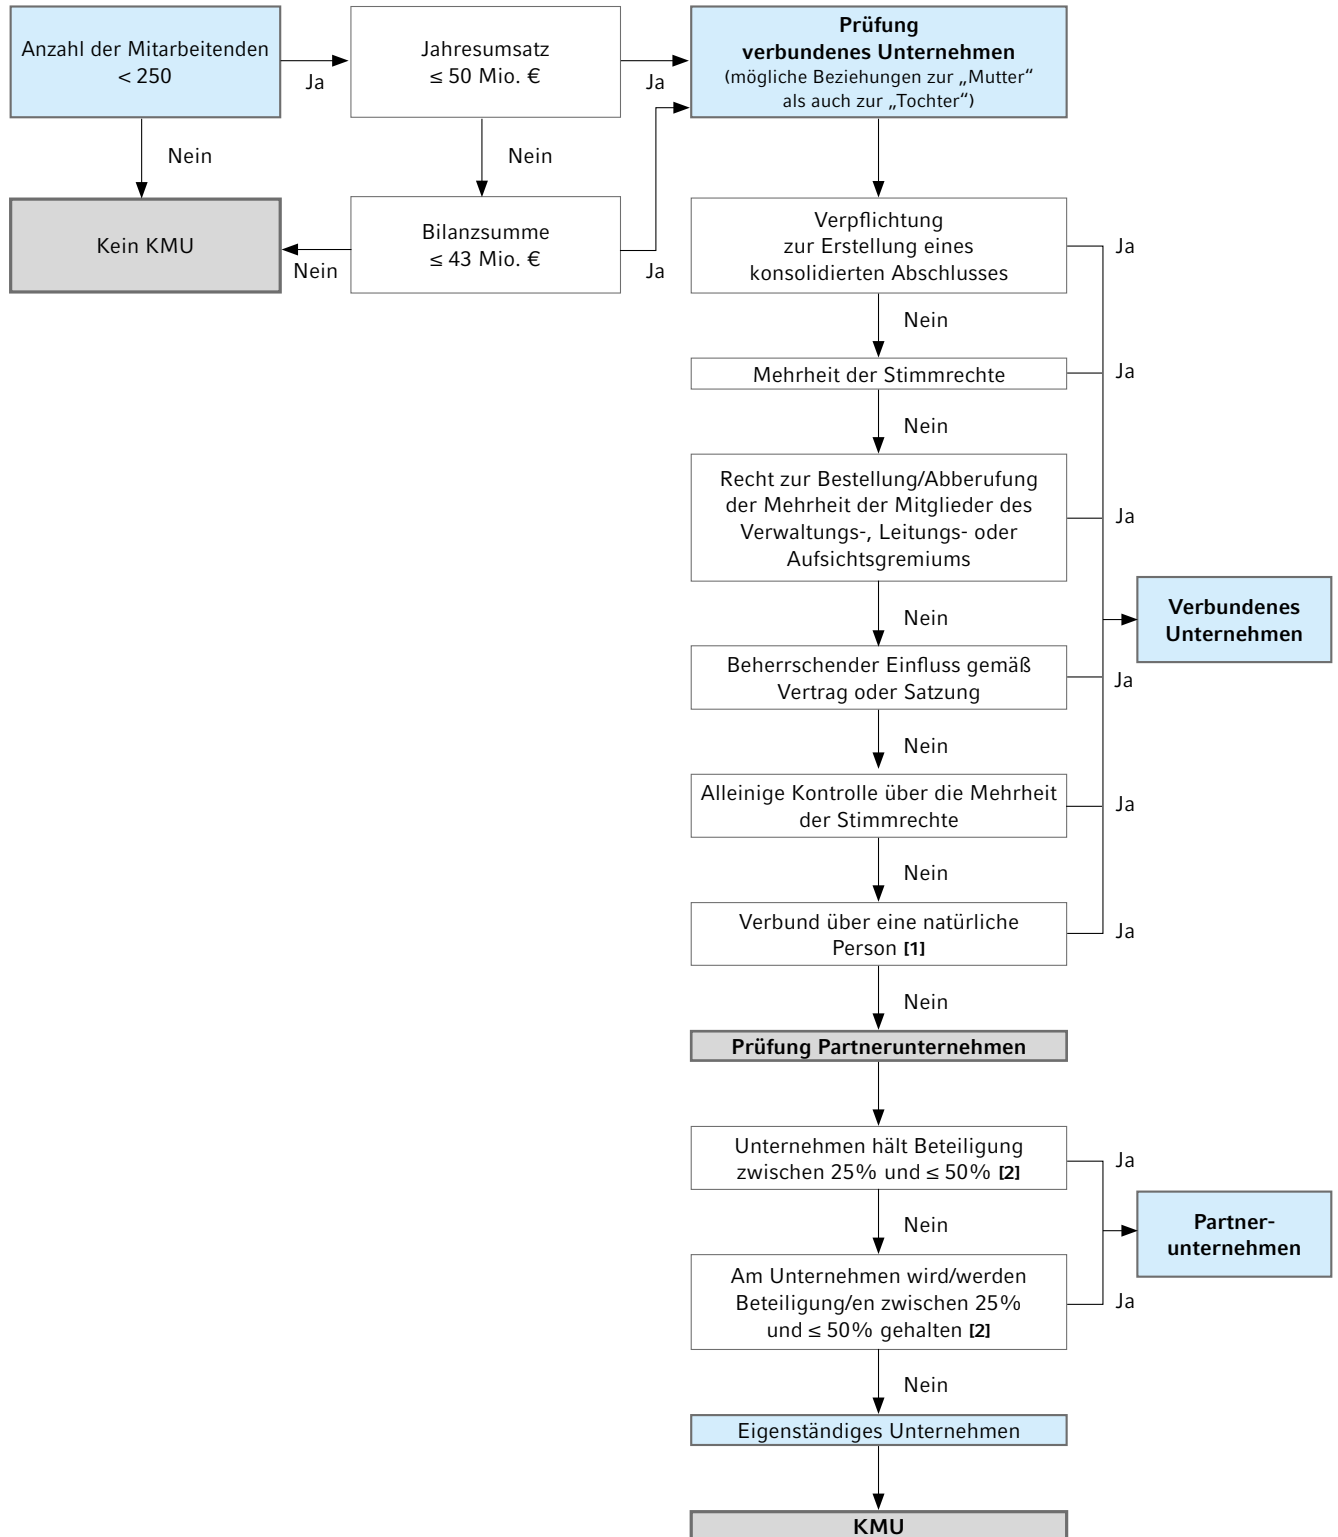 Anzahl der Mitarbeitenden
< 250
Ja
Jahresumsatz
≤ 50 Mio. €
Ja
Prüfung
verbundenes Unternehmen
(mögliche Beziehungen zur „Mutter“
als auch zur „Tochter“)
Nein
Nein
Kein KMU
Nein
Bilanzsumme
≤ 43 Mio. €
Ja
Verpflichtung
zur Erstellung eines
konsolidierten Abschlusses
Ja
Nein
Mehrheit der Stimmrechte
Ja
Nein
Recht zur Bestellung/Abberufung
der Mehrheit der Mitglieder des
Verwaltungs-, Leitungs- oder
Aufsichtsgremiums
Ja
Nein
Verbundenes
Unternehmen
Beherrschender Einfluss gemäß
Vertrag oder Satzung
Ja
Nein
Alleinige Kontrolle über die Mehrheit
der Stimmrechte
Ja
Nein
Verbund über eine natürliche
Person [1]
Ja
Nein
Prüfung Partnerunternehmen
Unternehmen hält Beteiligung
zwischen 25% und ≤ 50% [2]
Ja
Nein
Partner-
unternehmen
Am Unternehmen wird/werden
Beteiligung/en zwischen 25%
und ≤ 50% gehalten [2]
Ja
Nein
Eigenständiges Unternehmen
KMU